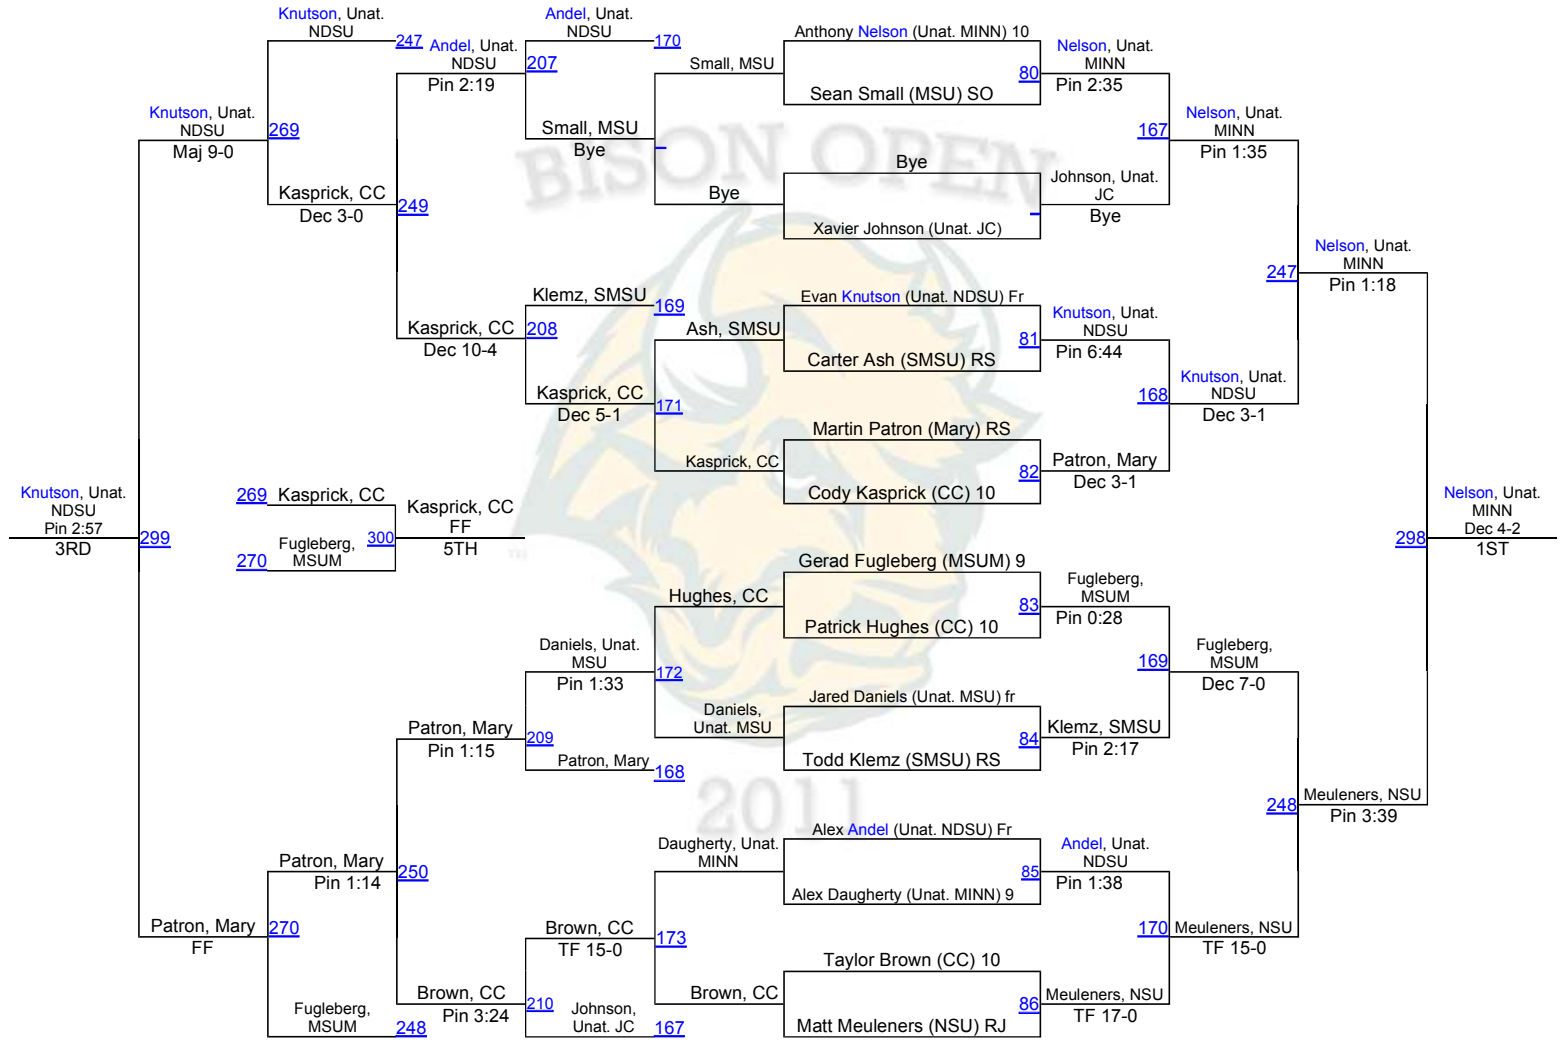 Knutson, Unat.
NDSU
247
Andel, Unat.
NDSU
Pin 2:19
Andel, Unat.
NDSU
170
207
Small, MSU
Bye
Small, MSU
Bye
Anthony Nelson (Unat. MINN) 10
Sean Small (MSU) SO
80
Nelson, Unat.
MINN
Pin 2:35
Bye
Xavier Johnson (Unat. JC)
Johnson, Unat.
JC
Bye
167
Nelson, Unat.
MINN
Pin 1:35
Knutson, Unat.
NDSU
Maj 9-0
269
Kasprick, CC
Dec 3-0
249
BISON OPEN
Kasprick, CC
Dec 10-4
Klemz, SMSU
169
208
Kasprick, CC
Dec 5-1
171
Ash, SMSU
Kasprick, CC
Evan Knutson (Unat. NDSU) Fr
Carter Ash (SMSU) RS
81
Knutson, Unat.
NDSU
Pin 6:44
Martin Patron (Mary) RS
Cody Kasprick (CC) 10
82
Patron, Mary
Dec 3-1
168
Knutson, Unat.
NDSU
Dec 3-1
247
Nelson, Unat.
MINN
Pin 1:18
Knutson, Unat.
NDSU
Pin 2:57
3RD
299
269
Kasprick, CC
270
Fugleberg,
MSUM
300
Kasprick, CC
FF
5TH
298
Nelson, Unat.
MINN
Dec 4-2
1ST
Hughes, CC
Gerad Fugleberg (MSUM) 9
Patrick Hughes (CC) 10
83
Fugleberg,
MSUM
Pin 0:28
Daniels, Unat.
MSU
Pin 1:33
172
Daniels,
Unat. MSU
Jared Daniels (Unat. MSU) fr
Todd Klemz (SMSU) RS
84
Klemz, SMSU
Pin 2:17
169
Fugleberg,
MSUM
Dec 7-0
Patron, Mary
Pin 1:15
209
Patron, Mary
168
2011
248
Meuleners, NSU
Pin 3:39
Patron, Mary
Pin 1:14
250
Daugherty, Unat.
MINN
Alex Andel (Unat. NDSU) Fr
Alex Daugherty (Unat. MINN) 9
85
Andel, Unat.
NDSU
Pin 1:38
Patron, Mary
FF
270
Fugleberg,
MSUM
248
Brown, CC
Pin 3:24
Brown, CC
TF 15-0
173
210
Johnson,
Unat. JC
167
Brown, CC
Taylor Brown (CC) 10
Matt Meuleners (NSU) RJ
86
Meuleners, NSU
TF 17-0
170
Meuleners, NSU
TF 15-0